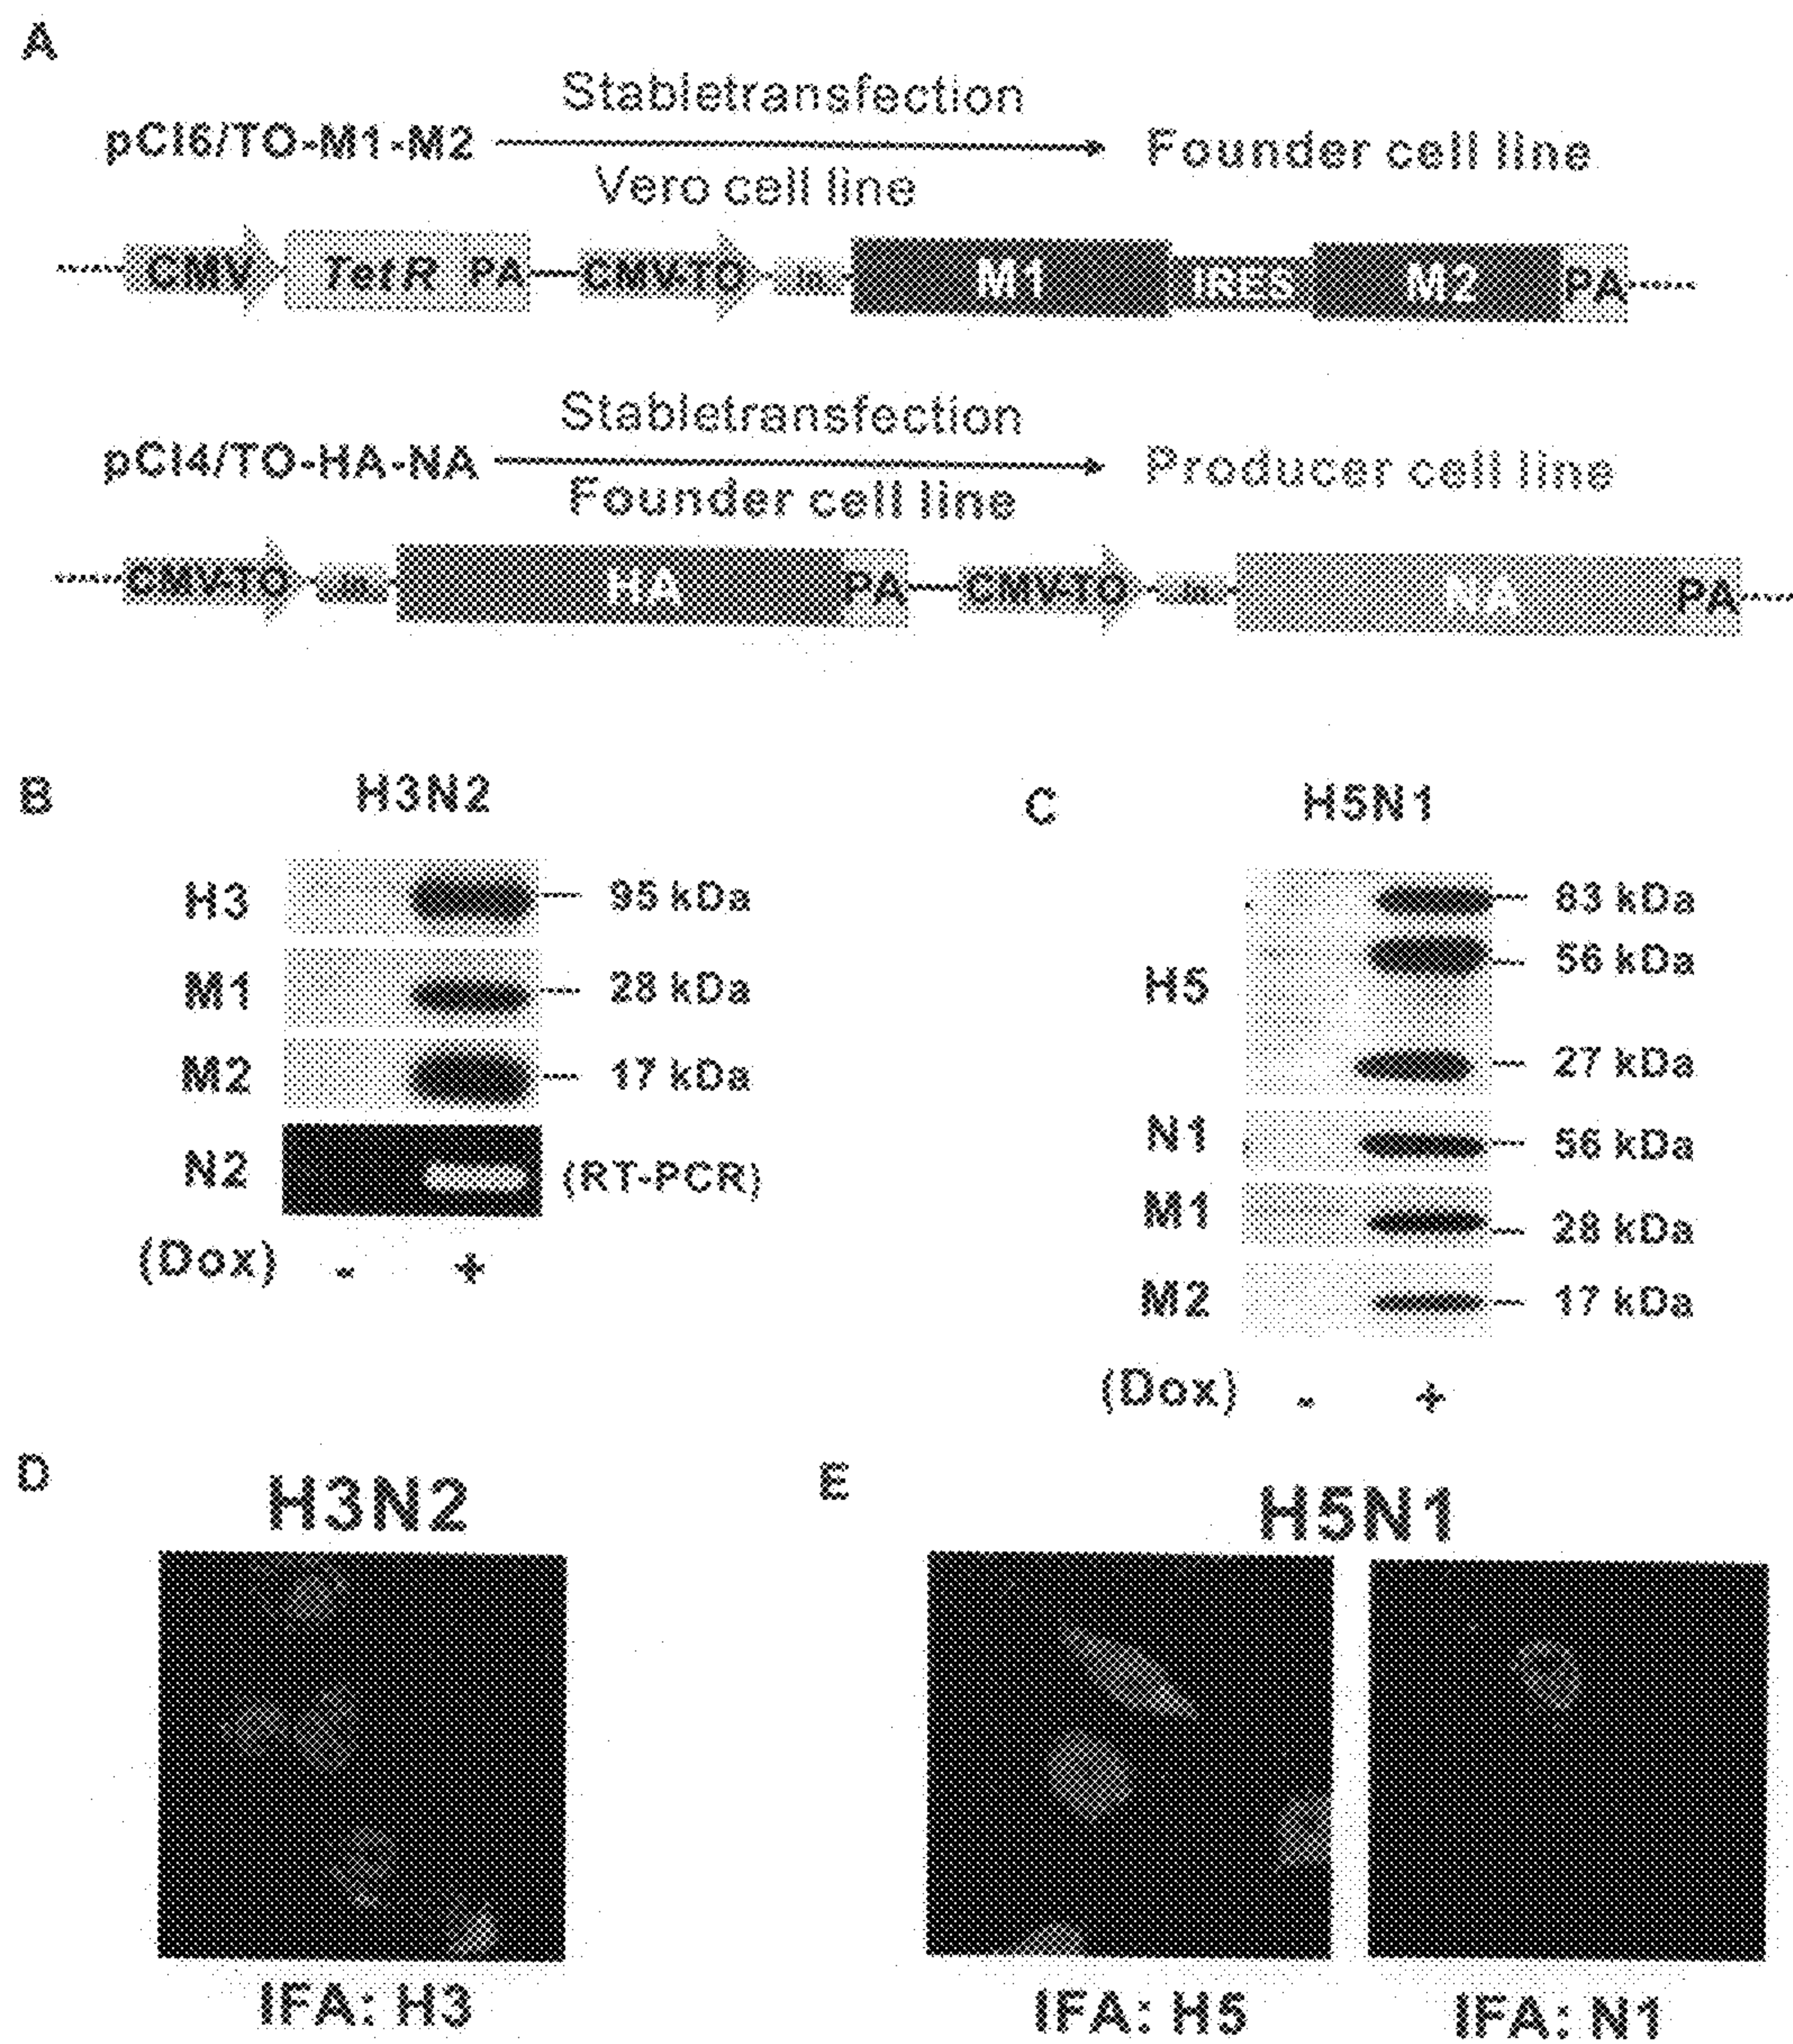 A
Stabletransfection
pCI6/TO-M1-M2
Founder cell line
Vero cell line
CMV TetR PA CMV-TO in M1 IRES M2 PA
Stabletransfection
pCI4/TO-HA-NA
Producer cell line
Founder cell line
CMV-TO in HA PA CMV-TO in NA PA
B
H3N2
H3 95 kDa
M1 28 kDa
M2 17 kDa
N2 (RT-PCR)
(Dox) - +
C
H5N1
83 kDa
56 kDa
H5
27 kDa
N1 56 kDa
M1 28 kDa
M2 17 kDa
(Dox) - +
D
H3N2
IFA: H3
E
H5N1
IFA: H5 IFA: N1